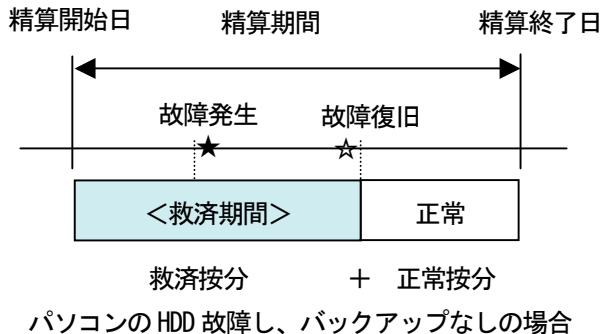 精算開始日 精算期間 精算終了日
故障発生 故障復旧
★ ☆
＜救済期間＞ 正常
救済按分 ＋ 正常按分
パソコンのHDD故障し、バックアップなしの場合